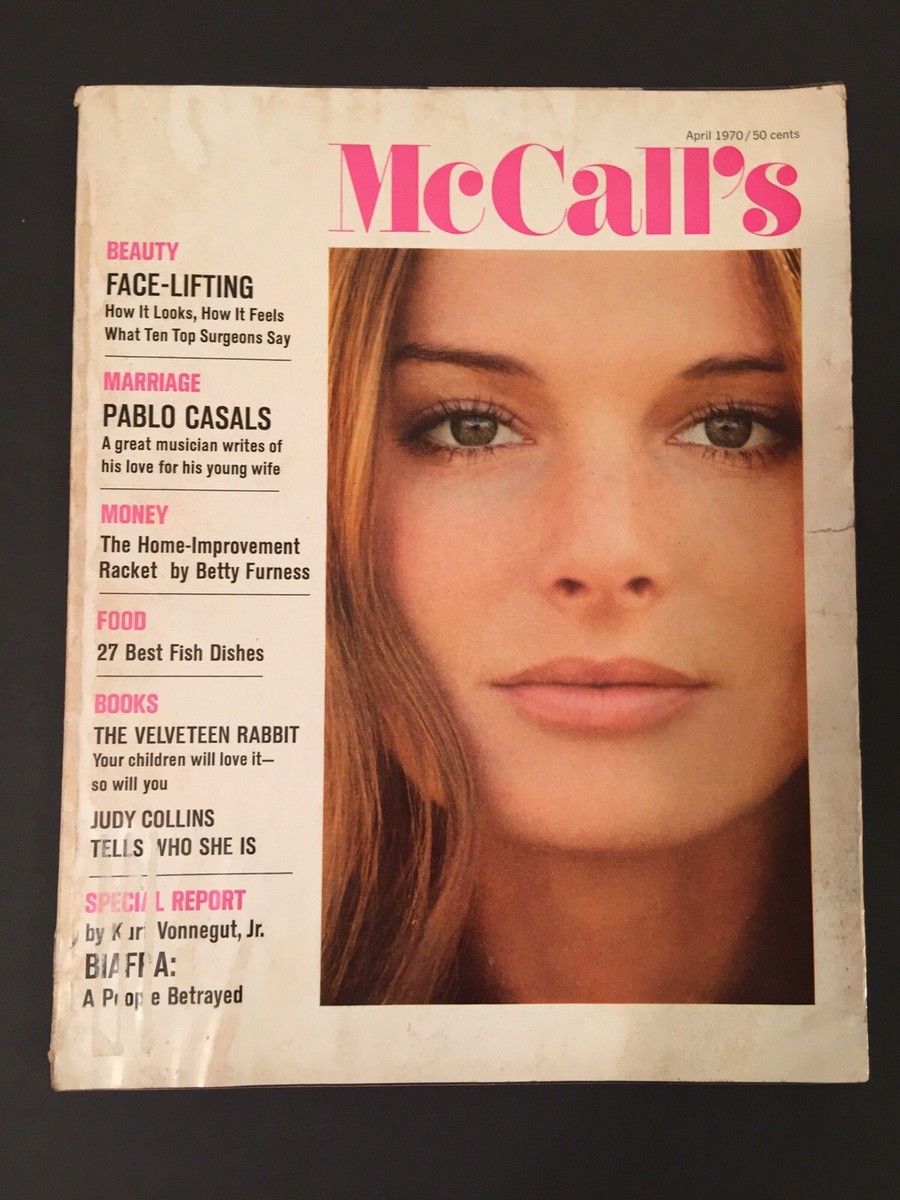 April 1970/50 cents
McCall's
BEAUTY
FACE-LIFTING
How It Looks, How It Feels
What Ten Top Surgeons Say
MARRIAGE
PABLO CASALS
A great musician writes of
his love for his young wife
MONEY
The Home-Improvement
Racket by Betty Furness
FOOD
27 Best Fish Dishes
BOOKS
THE VELVETEEN RABBIT
Your children will love it—
so will you
JUDY COLLINS
TELLS WHO SHE IS
SPECIAL REPORT
by Kurt Vonnegut, Jr.
BIAFRA:
A People Betrayed